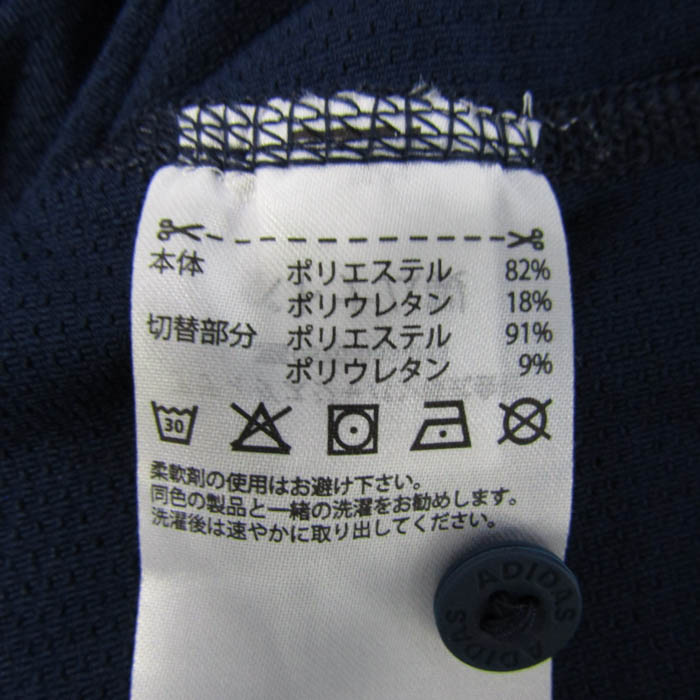 本体 ポリエステル 82%
ポリウレタン 18%
切替部分 ポリエステル 91%
ポリウレタン 9%
30
柔軟剤の使用はお避け下さい。
同色の製品と一緒の洗濯をお勧めします。
洗濯後は速やかに取り出してください。
ADIDAS
ADIDAS